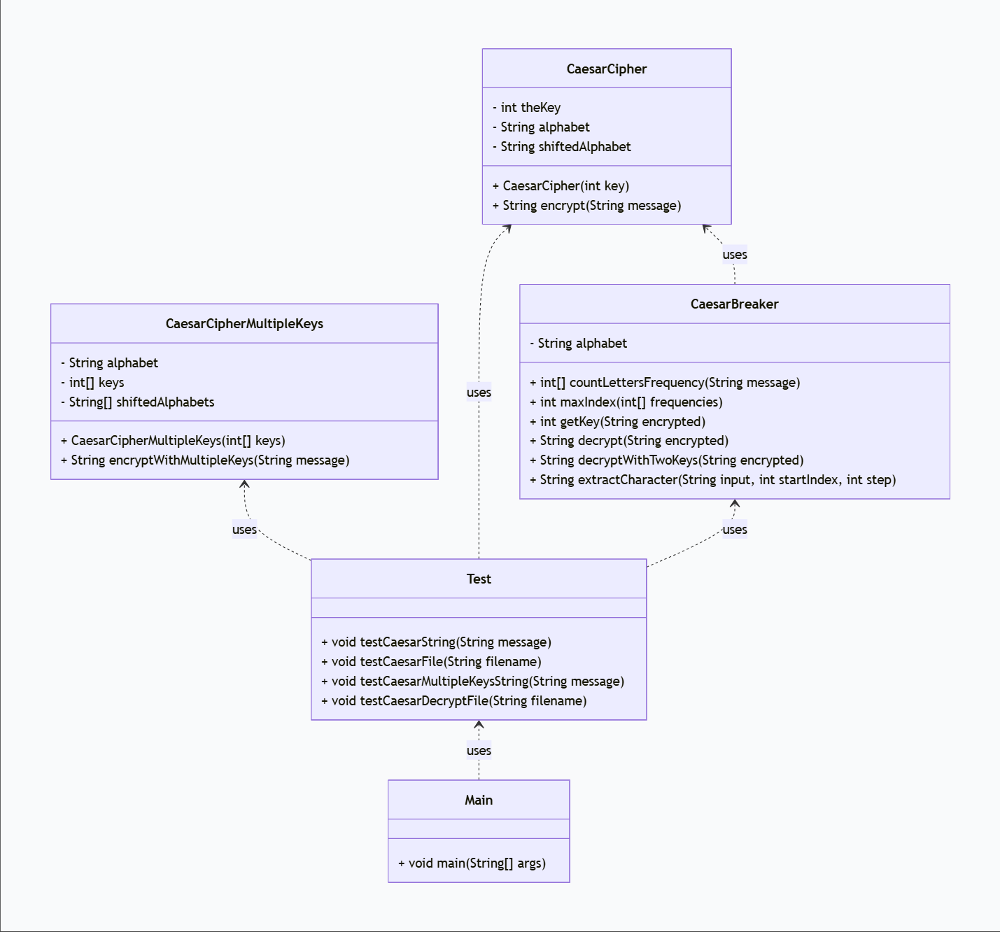 CaesarCipher
- int theKey
- String alphabet
- String shiftedAlphabet
+ CaesarCipher(int key)
+ String encrypt(String message)
uses
uses
CaesarCipherMultipleKeys
- String alphabet
- int[] keys
- String[] shiftedAlphabets
+ CaesarCipherMultipleKeys(int[] keys)
+ String encryptWithMultipleKeys(String message)
CaesarBreaker
- String alphabet
+ int[] countLettersFrequency(String message)
+ int maxIndex(int[] frequencies)
+ int getKey(String encrypted)
+ String decrypt(String encrypted)
+ String decryptWithTwoKeys(String encrypted)
+ String extractCharacter(String input, int startIndex, int step)
uses
uses
Test
+ void testCaesarString(String message)
+ void testCaesarFile(String filename)
+ void testCaesarMultipleKeysString(String message)
+ void testCaesarDecryptFile(String filename)
uses
Main
+ void main(String[] args)